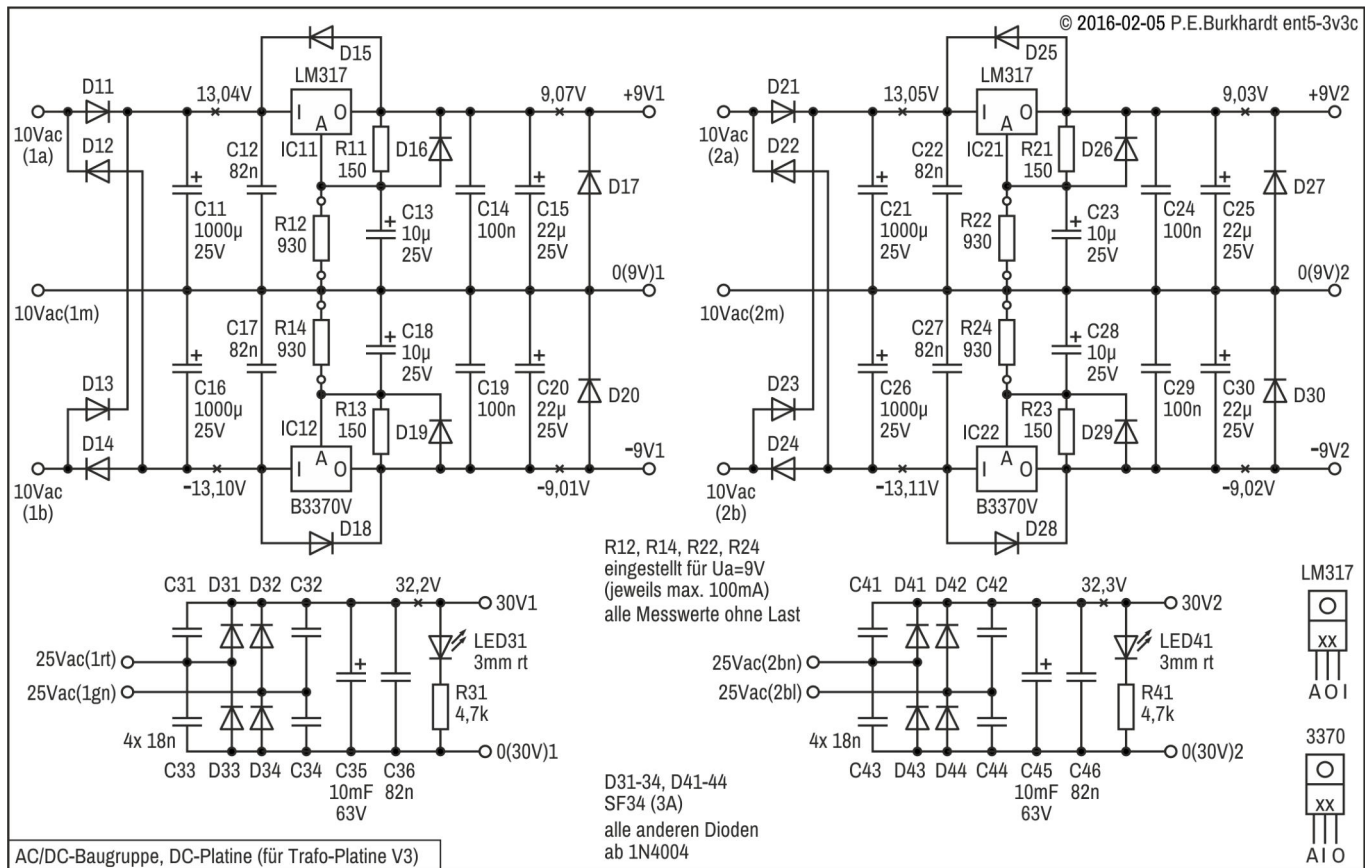 © 2016-02-05 P.E.Burkhardt ent5-3v3c
D15
LM317
D11
13,04V
9,07V
+9V1
I
O
A
10Vac
(1a)
D12
C12
82n
IC11
R11
150
D16
D17
C11
1000µ
25V
R12
930
C13
10µ
25V
C14
100n
C15
22µ
25V
0(9V)1
10Vac(1m)
C17
82n
R14
930
C18
10µ
25V
D13
C16
1000µ
25V
C19
100n
C20
22µ
25V
D20
D14
IC12
R13
150
D19
I
A
O
-9V1
10Vac
(1b)
-13,10V
B3370V
-9,01V
D18
D25
LM317
D21
13,05V
9,03V
+9V2
I
O
A
10Vac
(2a)
D22
C22
82n
IC21
R21
150
D26
D27
C21
1000µ
25V
R22
930
C23
10µ
25V
C24
100n
C25
22µ
25V
0(9V)2
10Vac(2m)
C27
82n
R24
930
C28
10µ
25V
D23
C26
1000µ
25V
C29
100n
C30
22µ
25V
D30
D24
IC22
R23
150
D29
I
A
O
-9V2
10Vac
(2b)
-13,11V
B3370V
-9,02V
D28
R12, R14, R22, R24
eingestellt für Ua=9V
(jeweils max. 100mA)
alle Messwerte ohne Last
C31 D31 D32 C32
32,2V
30V1
LED31
3mm rt
25Vac(1rt)
25Vac(1gn)
R31
4,7k
4x 18n
0(30V)1
C33 D33 D34 C34 C35 C36
10mF 82n
63V
C41 D41 D42 C42
32,3V
30V2
LED41
3mm rt
25Vac(2bn)
25Vac(2bl)
R41
4,7k
4x 18n
0(30V)2
C43 D43 D44 C44 C45 C46
10mF 82n
63V
D31-34, D41-44
SF34 (3A)
alle anderen Dioden
ab 1N4004
LM317
xx
A O I
3370
xx
A I O
AC/DC-Baugruppe, DC-Platine (für Trafo-Platine V3)